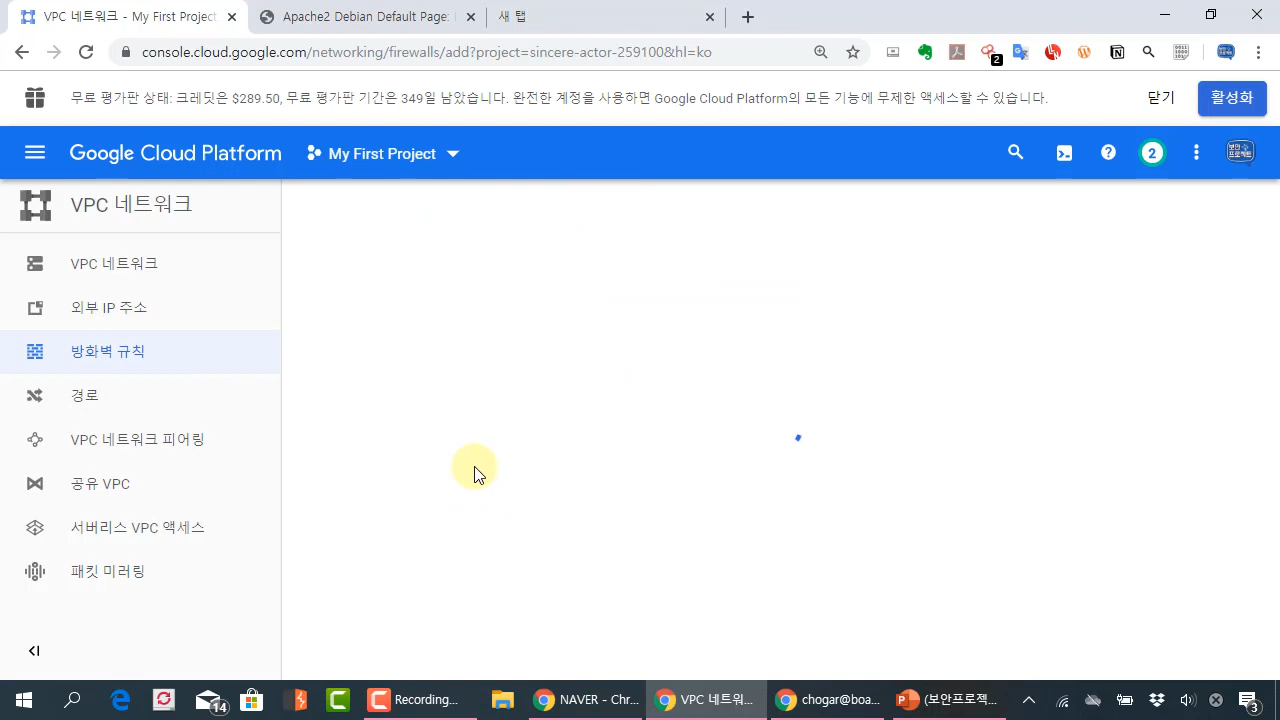 VPC 네트워크 - My First Project
Apache2 Debian Default Page:
새 탭
console.cloud.google.com/networking/firewalls/add?project=sincere-actor-259100&hl=ko
2
무료 평가판 상태: 크레딧은 $289.50, 무료 평가판 기간은 349일 남았습니다. 완전한 계정을 사용하면 Google Cloud Platform의 모든 기능에 무제한 액세스할 수 있습니다.
닫기
활성화
Google Cloud Platform
My First Project
2
보안
프로젝트
VPC 네트워크
VPC 네트워크
외부 IP 주소
방화벽 규칙
경로
VPC 네트워크 피어링
공유 VPC
서버리스 VPC 액세스
패킷 미러링
14
Recording...
NAVER - Chr...
VPC 네트워...
chogar@boa...
(보안프로젝...
3